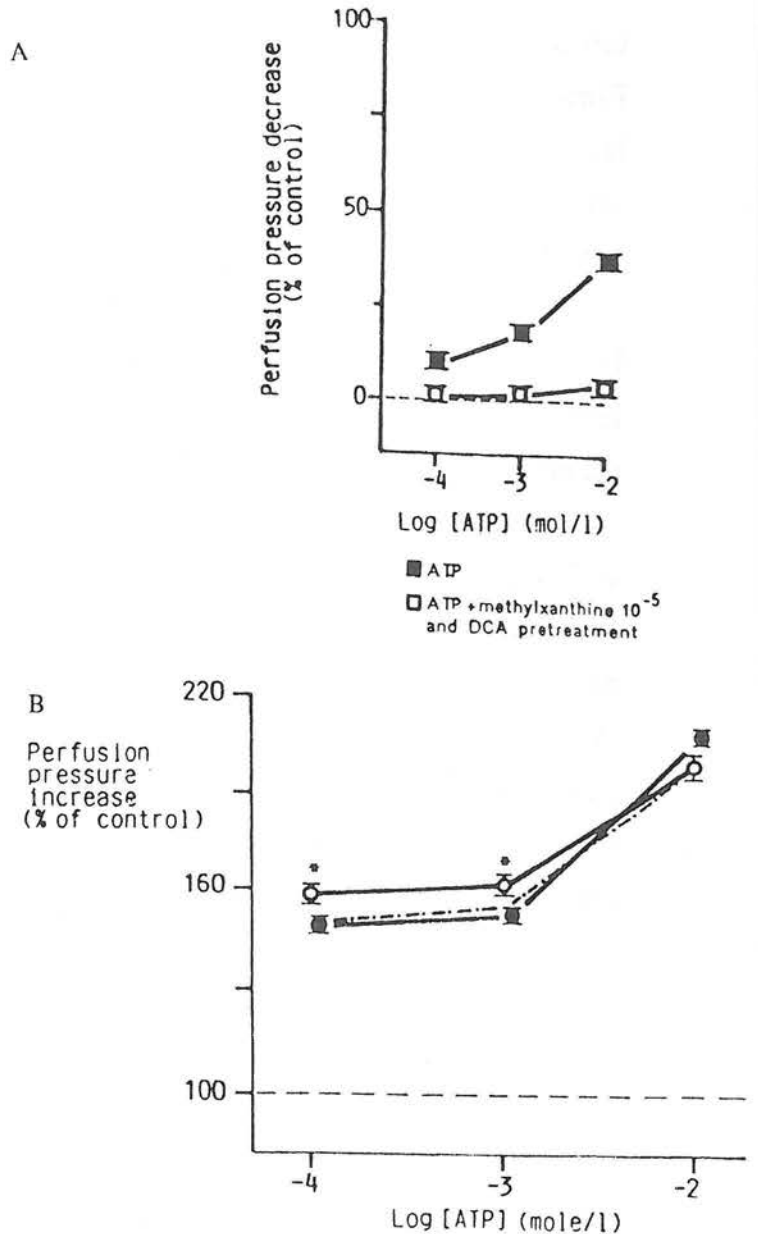 A
Perfusion pressure decrease
(% of control)
100
50
0
-4
-3
-2
Log [ATP] (mol/l)
ATP
ATP + methylxanthine 10-5
and DCA pretreatment
B
Perfusion
pressure
increase
(% of control)
220
160
100
*
*
-4
-3
-2
Log [ATP] (mole/l)